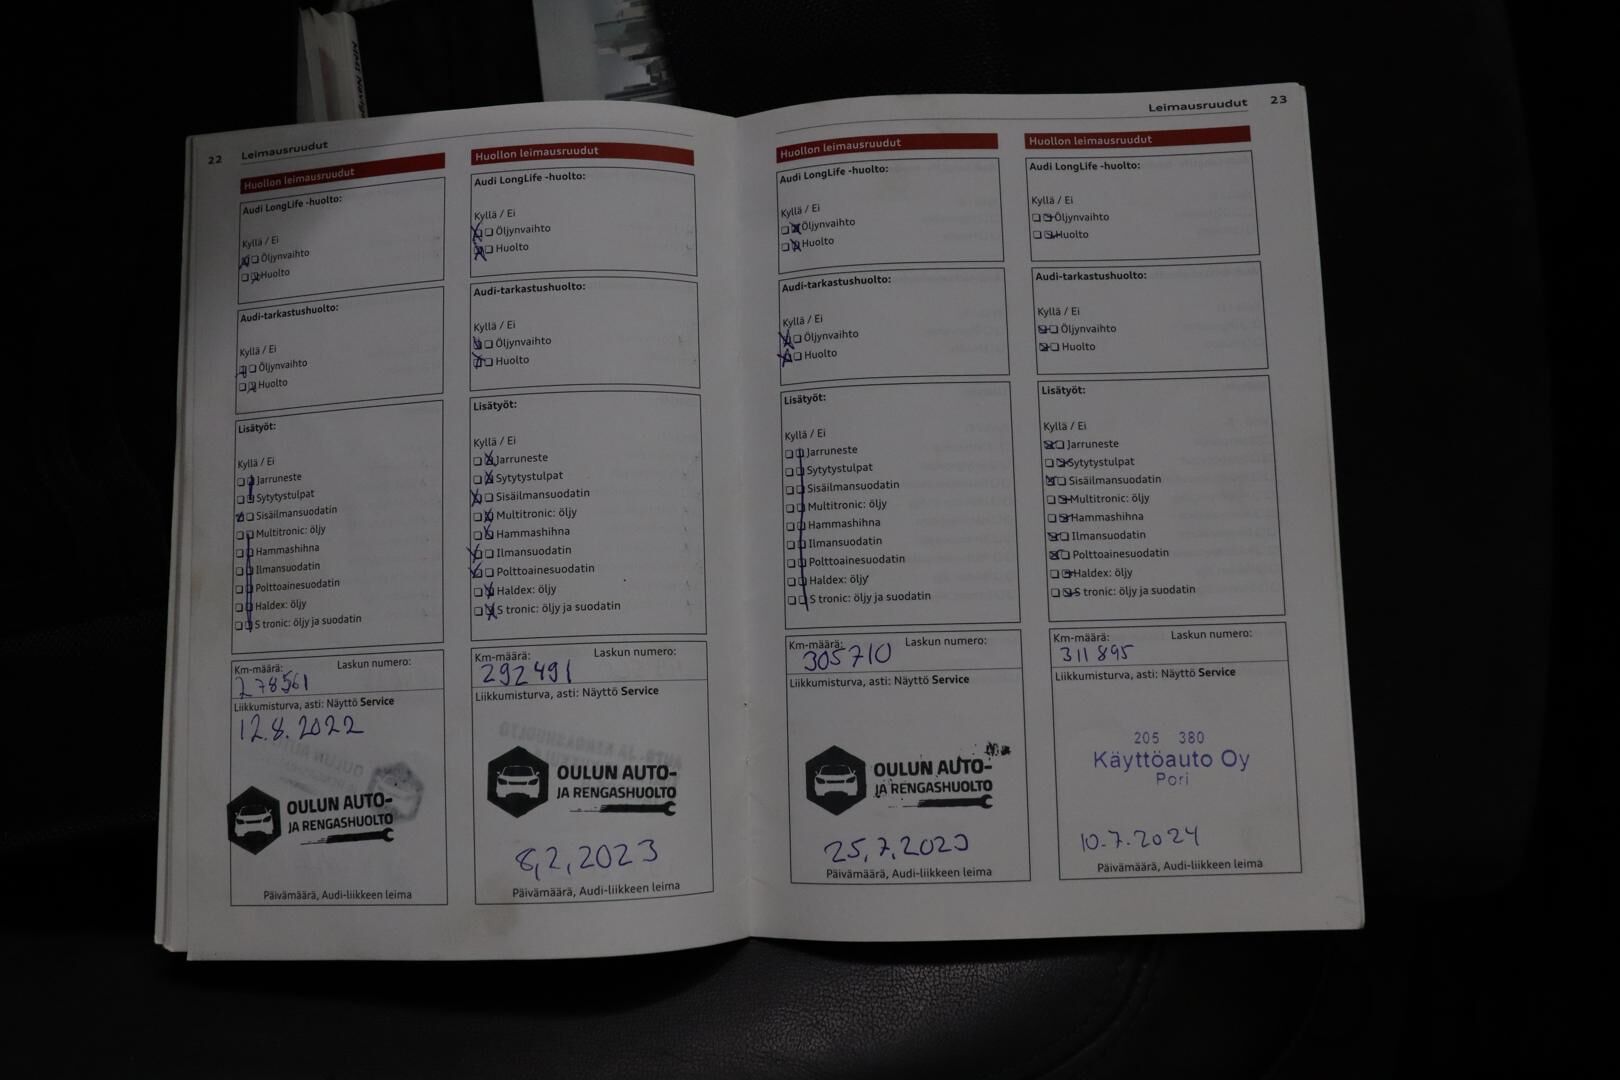 22 Leimausruudut
Huollon leimausruudut
Audi LongLife -huolto:
Kyllä / Ei
Öljynvaihto
Huolto
Audi-tarkastushuolto:
Kyllä / Ei
Öljynvaihto
Huolto
Lisätyöt:
Kyllä / Ei
Jarruneste
Sytytystulpat
Sisäilmansuodatin
Multitronic: öljy
Hammashihna
Ilmansuodatin
Polttoainesuodatin
Haldex: öljy
S tronic: öljy ja suodatin
Km-määrä: Laskun numero:
278561
Liikkumisturva, asti: Näyttö Service
12.8.2022
OULUN AUTO-
JA RENGASHUOLTO
Päivämäärä, Audi-liikkeen leima
Huollon leimausruudut
Audi LongLife -huolto:
Kyllä / Ei
Öljynvaihto
Huolto
Audi-tarkastushuolto:
Kyllä / Ei
Öljynvaihto
Huolto
Lisätyöt:
Kyllä / Ei
Jarruneste
Sytytystulpat
Sisäilmansuodatin
Multitronic: öljy
Hammashihna
Ilmansuodatin
Polttoainesuodatin
Haldex: öljy
S tronic: öljy ja suodatin
Km-määrä: Laskun numero:
292491
Liikkumisturva, asti: Näyttö Service
OULUN AUTO-
JA RENGASHUOLTO
8,2,2023
Päivämäärä, Audi-liikkeen leima
Leimausruudut 23
Huollon leimausruudut
Audi LongLife -huolto:
Kyllä / Ei
Öljynvaihto
Huolto
Audi-tarkastushuolto:
Kyllä / Ei
Öljynvaihto
Huolto
Lisätyöt:
Kyllä / Ei
Jarruneste
Sytytystulpat
Sisäilmansuodatin
Multitronic: öljy
Hammashihna
Ilmansuodatin
Polttoainesuodatin
Haldex: öljy
S tronic: öljy ja suodatin
Km-määrä: Laskun numero:
305710
Liikkumisturva, asti: Näyttö Service
OULUN AUTO-
JA RENGASHUOLTO
25,7,2023
Päivämäärä, Audi-liikkeen leima
Huollon leimausruudut
Audi LongLife -huolto:
Kyllä / Ei
Öljynvaihto
Huolto
Audi-tarkastushuolto:
Kyllä / Ei
Öljynvaihto
Huolto
Lisätyöt:
Kyllä / Ei
Jarruneste
Sytytystulpat
Sisäilmansuodatin
Multitronic: öljy
Hammashihna
Ilmansuodatin
Polttoainesuodatin
Haldex: öljy
S tronic: öljy ja suodatin
Km-määrä: Laskun numero:
311895
Liikkumisturva, asti: Näyttö Service
205 380
Käyttöauto Oy
Pori
10.7.2024
Päivämäärä, Audi-liikkeen leima